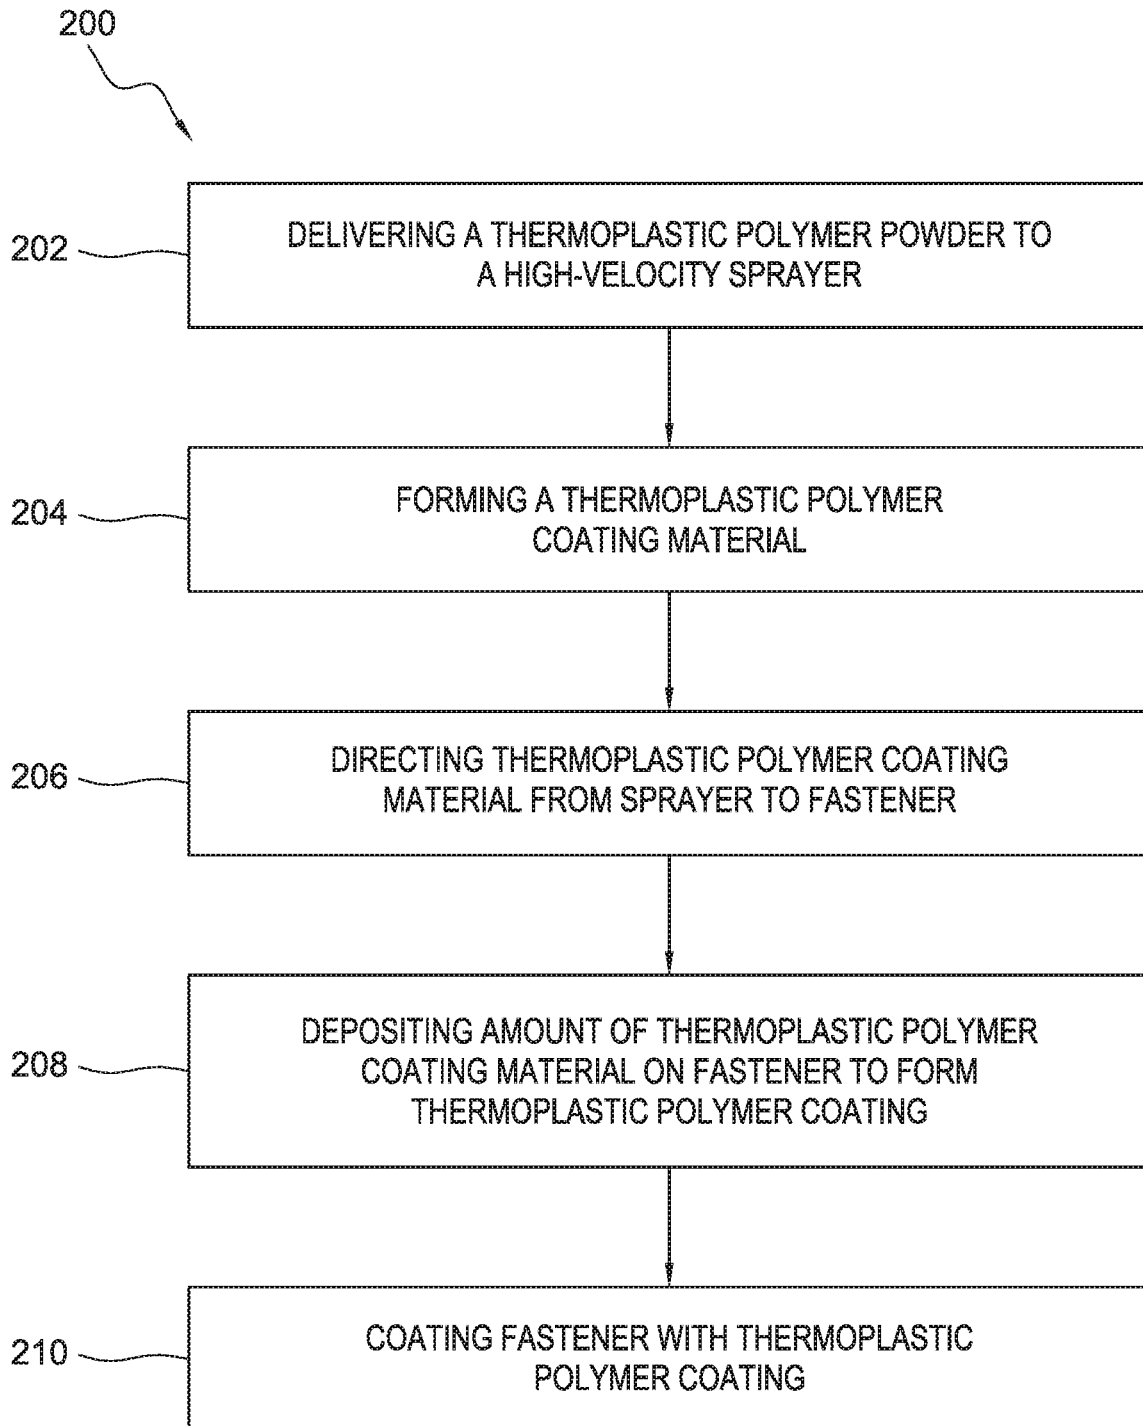 200
202
DELIVERING A THERMOPLASTIC POLYMER POWDER TO
A HIGH-VELOCITY SPRAYER
204
FORMING A THERMOPLASTIC POLYMER
COATING MATERIAL
206
DIRECTING THERMOPLASTIC POLYMER COATING
MATERIAL FROM SPRAYER TO FASTENER
208
DEPOSITING AMOUNT OF THERMOPLASTIC POLYMER
COATING MATERIAL ON FASTENER TO FORM
THERMOPLASTIC POLYMER COATING
210
COATING FASTENER WITH THERMOPLASTIC
POLYMER COATING